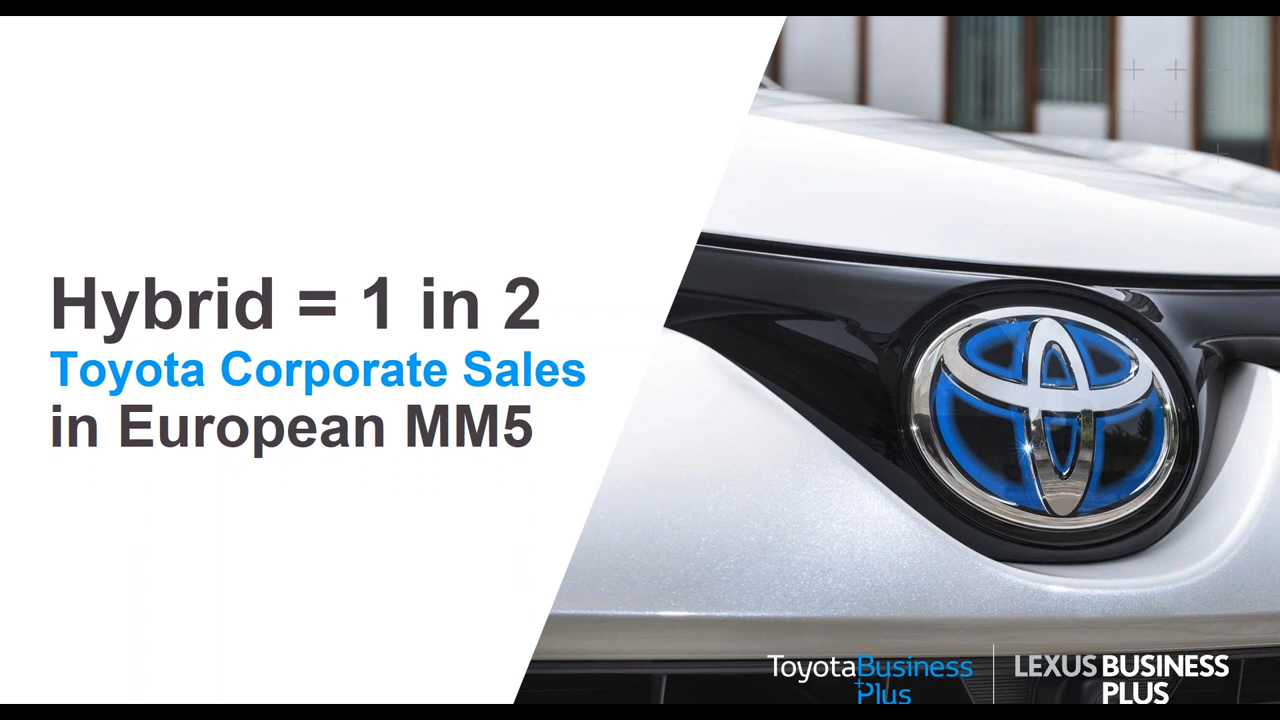 Hybrid = 1 in 2
Toyota Corporate Sales
in European MM5
ToyotaBusiness
+Plus
LEXUS BUSINESS
PLUS